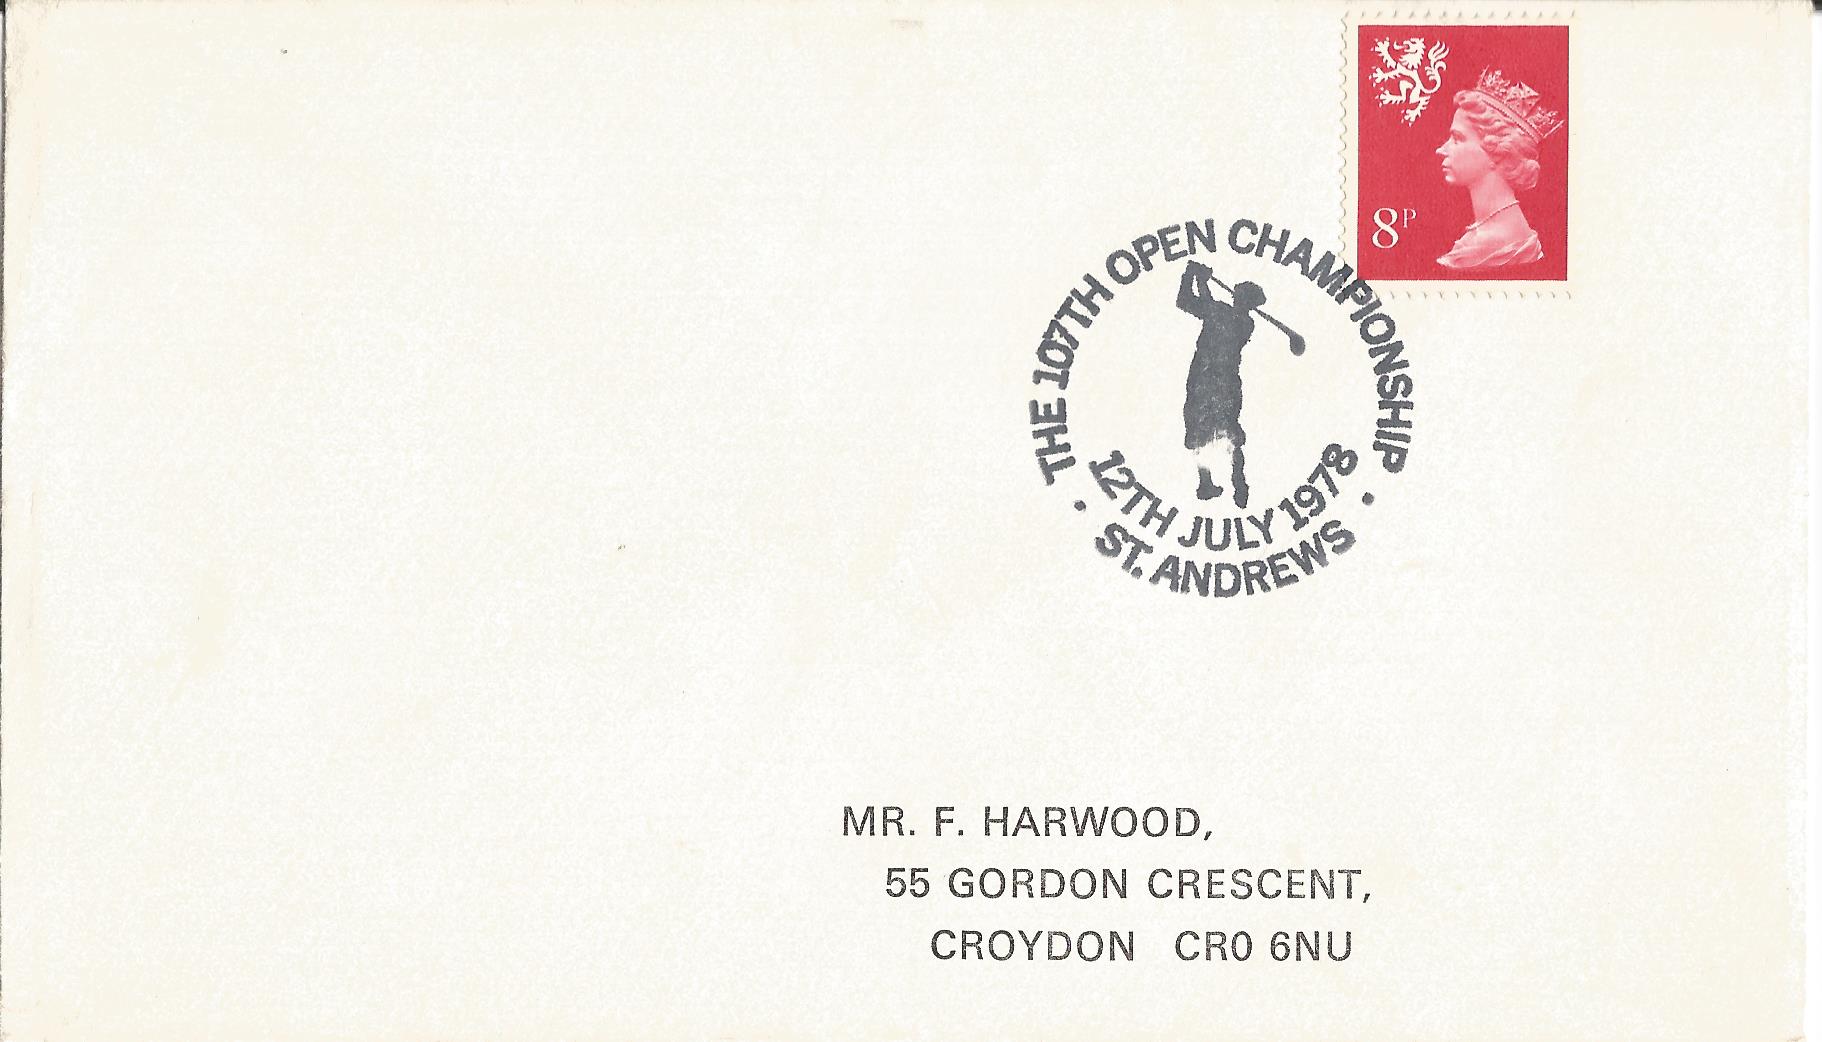 8P
THE 107TH OPEN CHAMPIONSHIP
12TH JULY 1978
ST. ANDREWS
MR. F. HARWOOD,
55 GORDON CRESCENT,
CROYDON CR0 6NU